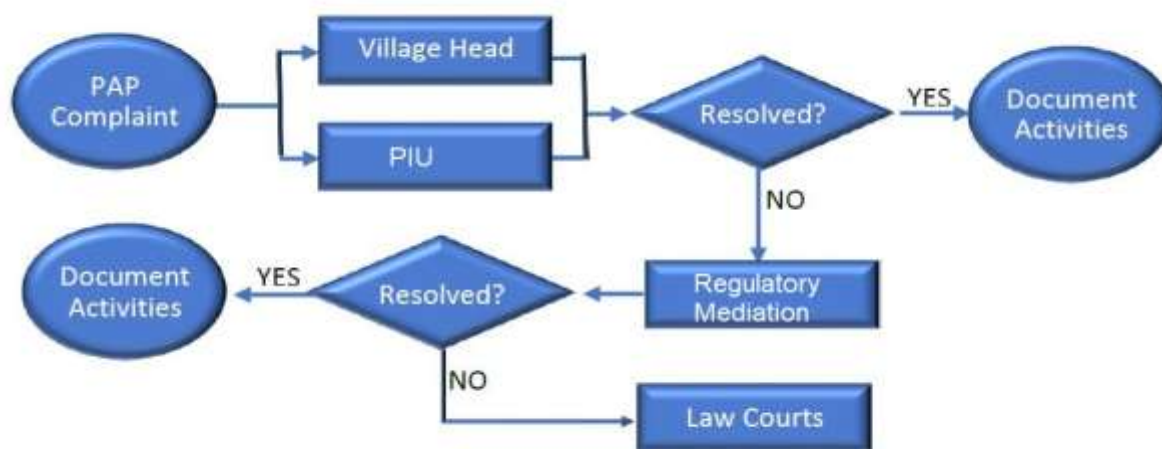 PAP
Complaint
Village Head
PIU
Resolved?
YES
Document
Activities
NO
Regulatory
Mediation
Resolved?
YES
Document
Activities
NO
Law Courts